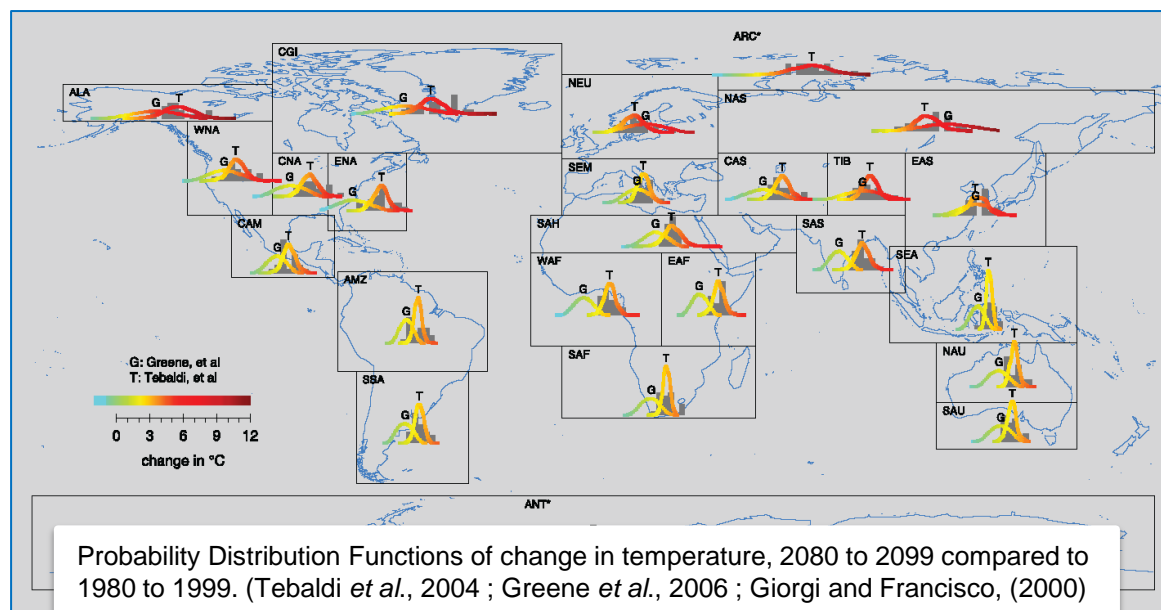 CGI
ARC*
T
ALA
G T
G
T
NEU
T
G
NAS
T
G
WNA
G
T
CNA
G
T
ENA
G
T
SEM
T
G
CAS
G
T
TIB
G
T
EAS
T
G
CAM
G
T
SAH
G
T
SAS
G
T
SEA
T
G
AMZ
G
T
WAF
G
T
EAF
G
T
SAF
T
G
NAU
T
G
SAU
T
G
SSA
G
T
G: Greene, et al
T: Tebaldi, et al
0 3 6 9 12
change in °C
ANT*
Probability Distribution Functions of change in temperature, 2080 to 2099 compared to
1980 to 1999. (Tebaldi et al., 2004 ; Greene et al., 2006 ; Giorgi and Francisco, (2000)